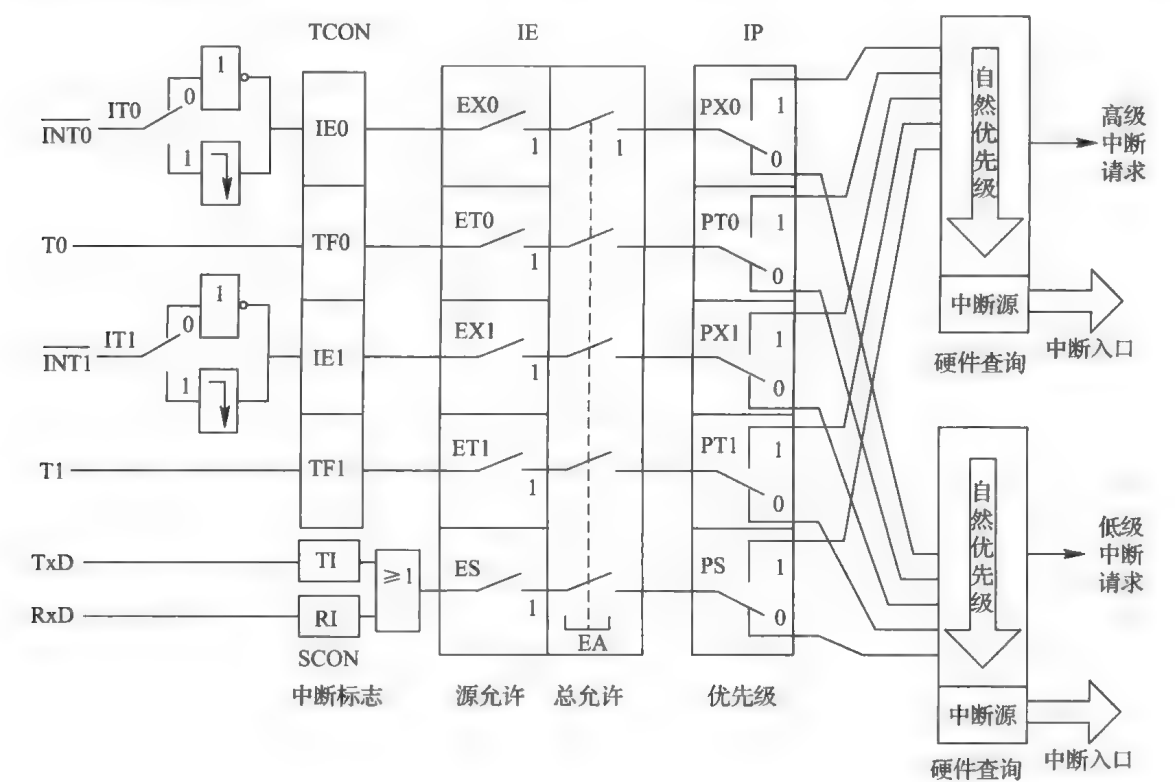 TCON
IE
IP
1
IT0
0
INT0
1
IE0
EX0
1
1
PX0
1
0
自然优先级
高级
中断
请求
T0
TF0
ET0
1
PT0
1
0
中断源
中断入口
硬件查询
1
IT1
0
INT1
1
IE1
EX1
1
PX1
1
0
T1
TF1
ET1
1
PT1
1
0
自然优先级
低级
中断
请求
TxD
TI
≥1
ES
1
PS
1
0
RxD
RI
EA
SCON
中断标志
源允许
总允许
优先级
中断源
中断入口
硬件查询